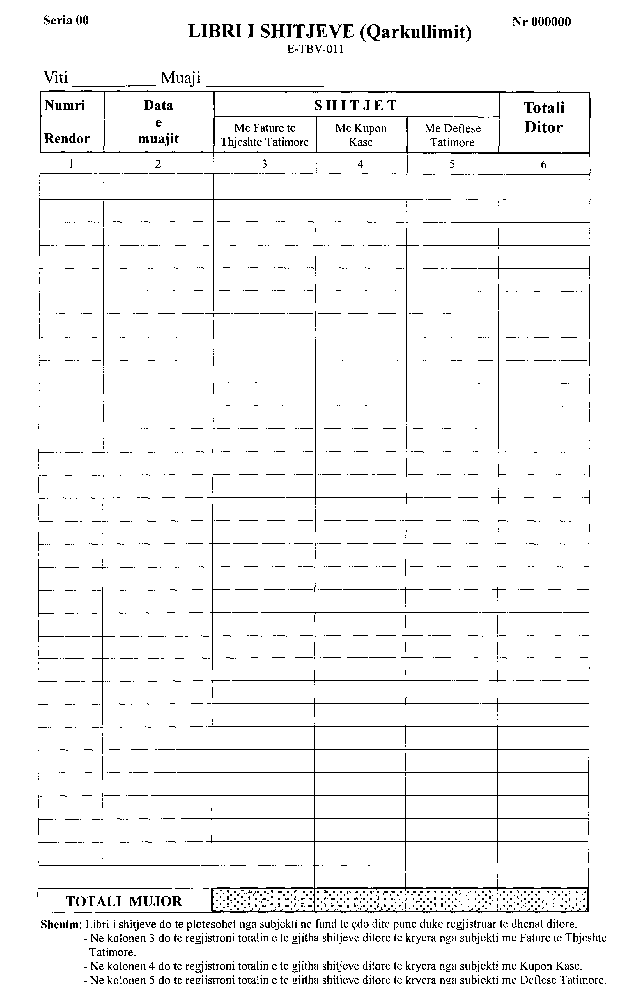 Seria 00
Nr 000000
LIBRI I SHITJEVE (Qarkullimit)
E-TBV-011
Viti __________ Muaji ______________
Numri Rendor
Data e muajit
SHITJET
Totali Ditor
Me Fature te Thjeshte Tatimore
Me Kupon Kase
Me Deftese Tatimore
1 2 3 4 5 6
TOTALI MUJOR
Shenim: Libri i shitjeve do te plotesohet nga subjekti ne fund te çdo dite pune duke regjistruar te dhenat ditore.
- Ne kolonen 3 do te regjistroni totalin e te gjitha shitjeve ditore te kryera nga subjekti me Fature te Thjeshte
Tatimore.
- Ne kolonen 4 do te regjistroni totalin e te gjitha shitjeve ditore te kryera nga subjekti me Kupon Kase.
- Ne kolonen 5 do te regjistroni totalin e te gjitha shitjeve ditore te kryera nga subjekti me Deftese Tatimore.